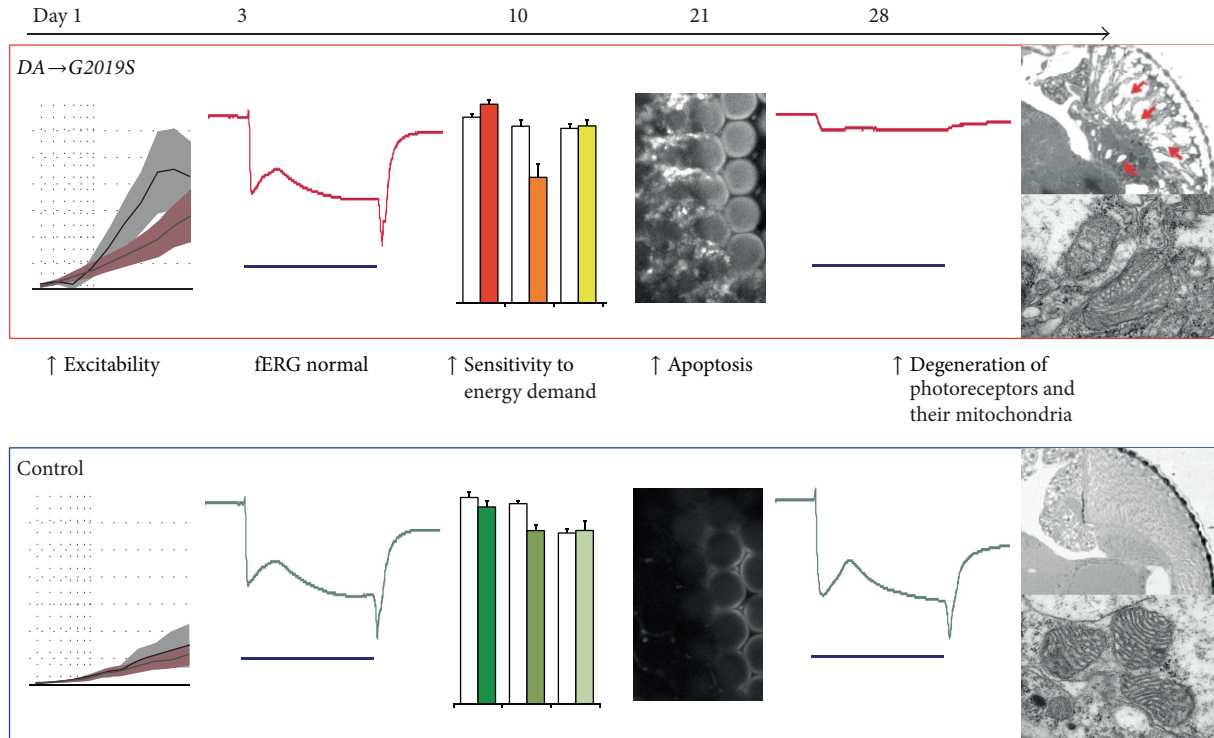 Day 1 3 10 21 28
DA→G2019S
↑ Excitability
fERG normal
↑ Sensitivity to
energy demand
↑ Apoptosis
↑ Degeneration of
photoreceptors and
their mitochondria
Control